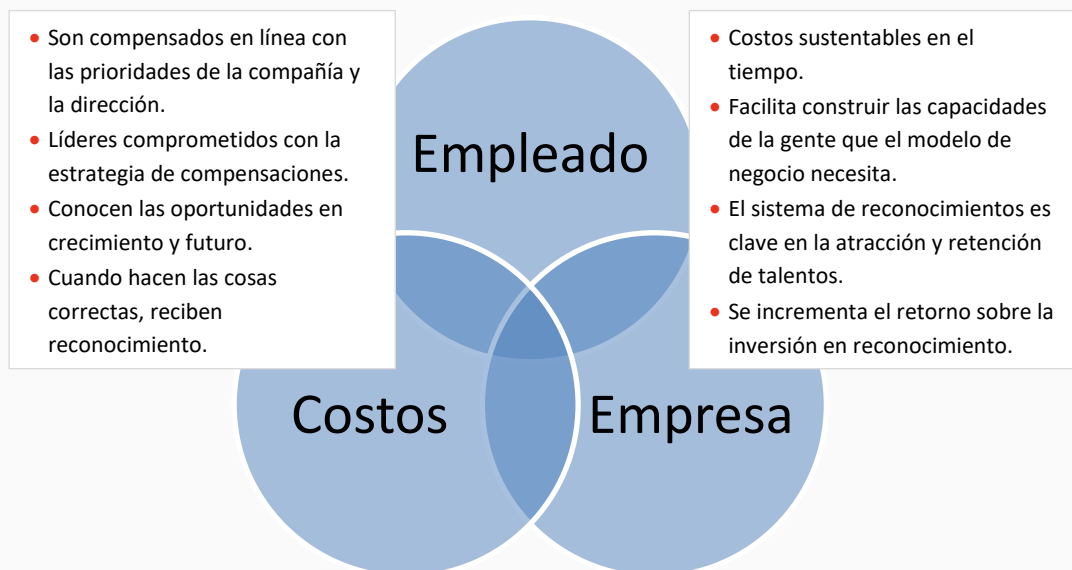 • Son compensados en línea con
las prioridades de la compañía y
la dirección.
• Líderes comprometidos con la
estrategia de compensaciones.
• Conocen las oportunidades en
crecimiento y futuro.
• Cuando hacen las cosas
correctas, reciben
reconocimiento.
Empleado
• Costos sustentables en el
tiempo.
• Facilita construir las capacidades
de la gente que el modelo de
negocio necesita.
• El sistema de reconocimientos es
clave en la atracción y retención
de talentos.
• Se incrementa el retorno sobre la
inversión en reconocimiento.
Costos
Empresa